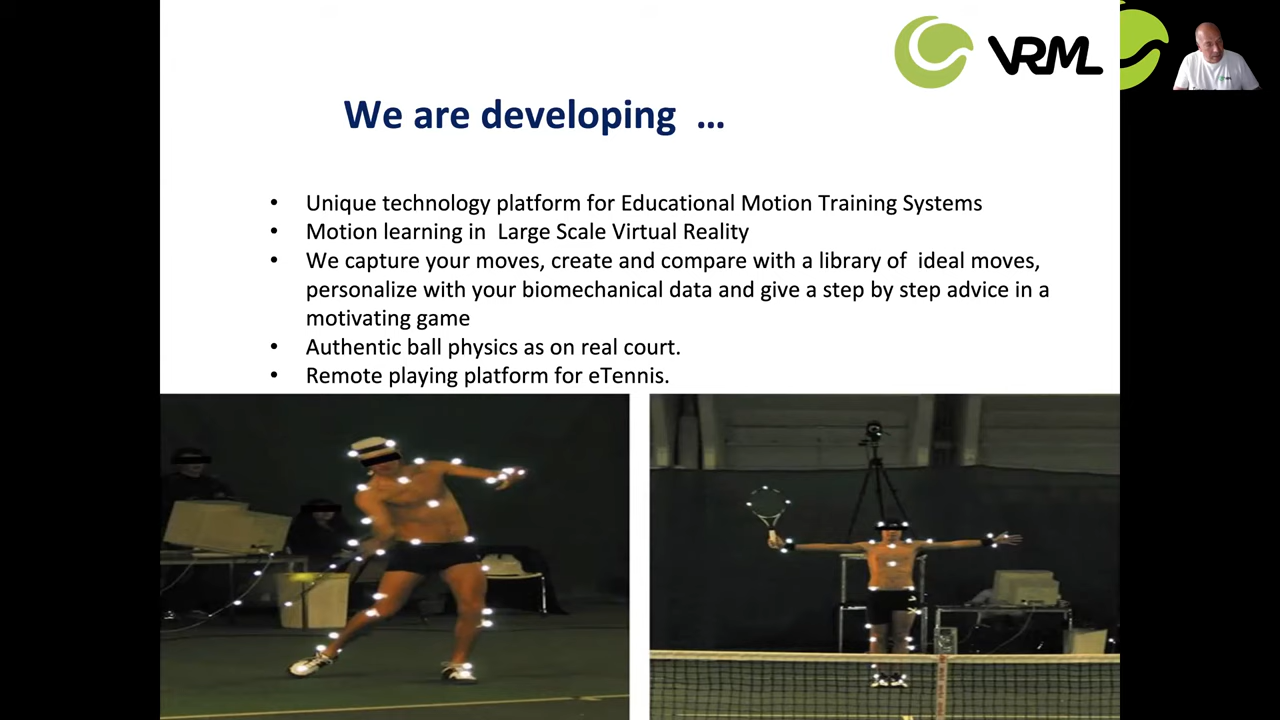 VRML
We are developing ...
• Unique technology platform for Educational Motion Training Systems
• Motion learning in Large Scale Virtual Reality
• We capture your moves, create and compare with a library of ideal moves,
personalize with your biomechanical data and give a step by step advice in a
motivating game
• Authentic ball physics as on real court.
• Remote playing platform for eTennis.